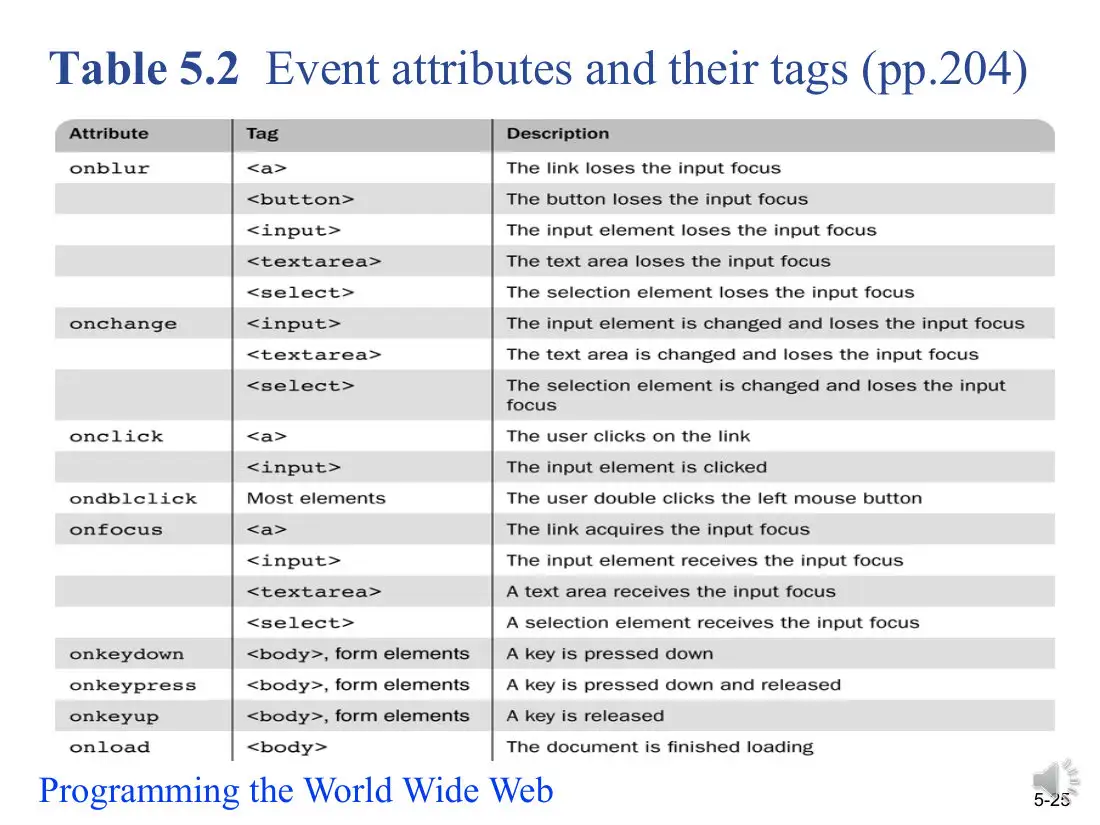 Table 5.2 Event attributes and their tags (pp.204)
Attribute Tag Description
onblur <a> The link loses the input focus
<button> The button loses the input focus
<input> The input element loses the input focus
<textarea> The text area loses the input focus
<select> The selection element loses the input focus
onchange <input> The input element is changed and loses the input focus
<textarea> The text area is changed and loses the input focus
<select> The selection element is changed and loses the input
focus
onclick <a> The user clicks on the link
<input> The input element is clicked
ondblclick Most elements The user double clicks the left mouse button
onfocus <a> The link acquires the input focus
<input> The input element receives the input focus
<textarea> A text area receives the input focus
<select> A selection element receives the input focus
onkeydown <body>, form elements A key is pressed down
onkeypress <body>, form elements A key is pressed down and released
onkeyup <body>, form elements A key is released
onload <body> The document is finished loading
Programming the World Wide Web
5-25